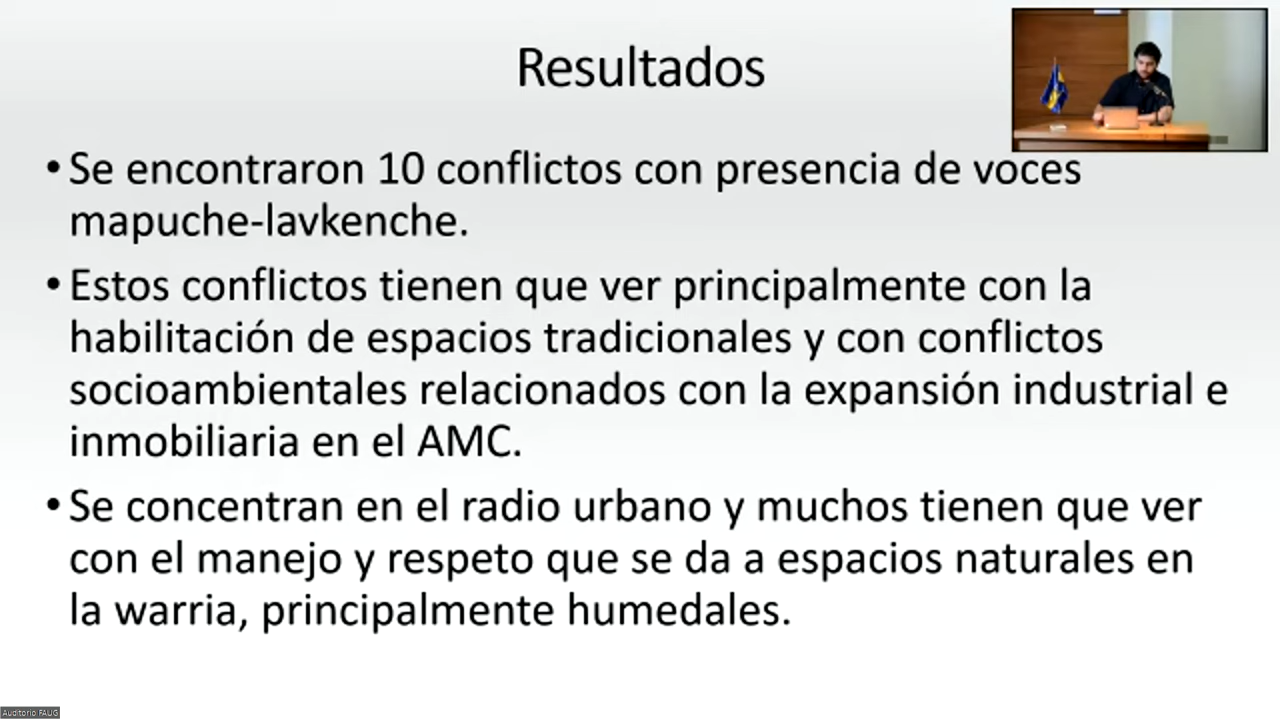 Resultados
• Se encontraron 10 conflictos con presencia de voces
mapuche-lavkenche.
• Estos conflictos tienen que ver principalmente con la
habilitación de espacios tradicionales y con conflictos
socioambientales relacionados con la expansión industrial e
inmobiliaria en el AMC.
• Se concentran en el radio urbano y muchos tienen que ver
con el manejo y respeto que se da a espacios naturales en
la warria, principalmente humedales.
Auditorio FAUG